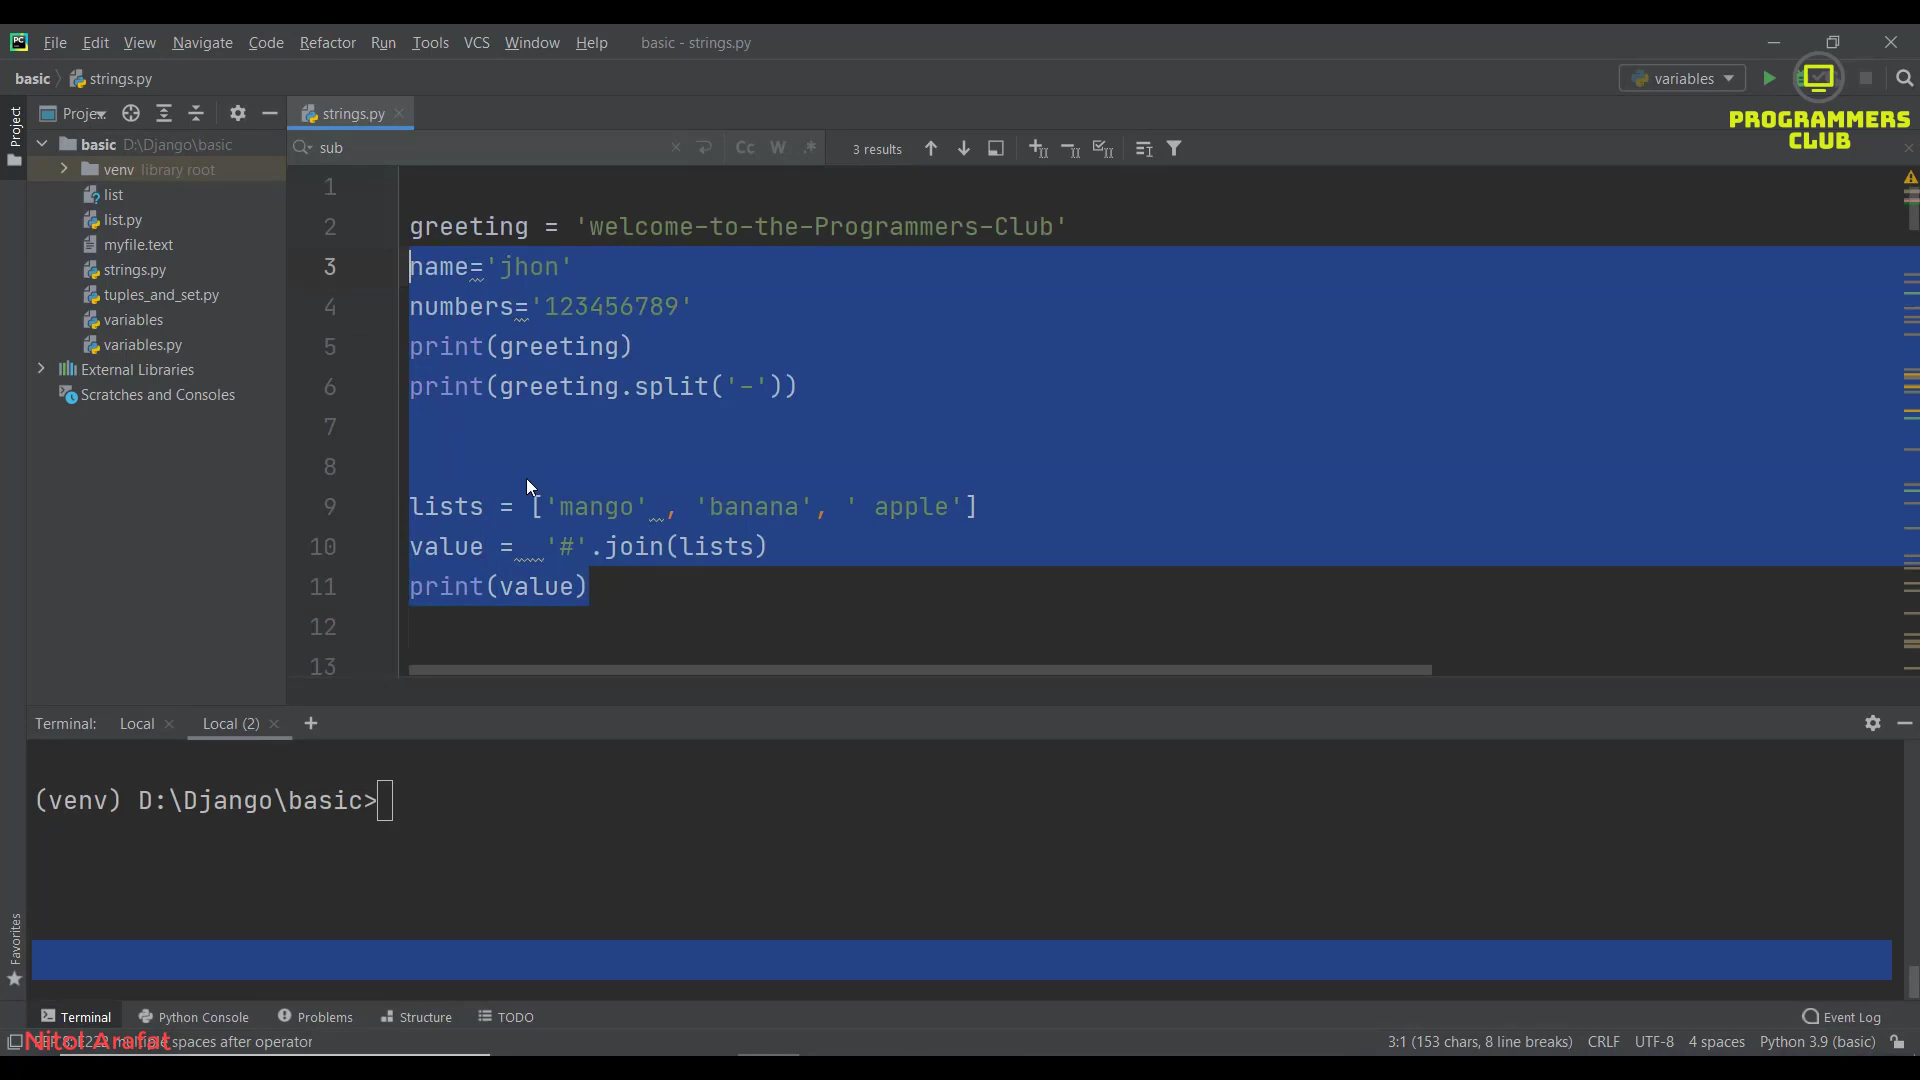 File Edit View Navigate Code Refactor Run Tools VCS Window Help basic - strings.py
basic strings.py variables
PROGRAMMERS
CLUB
Project
Proje
strings.py
basic D:\Django\basic
venv library root
list
list.py
myfile.text
strings.py
tuples_and_set.py
variables
variables.py
External Libraries
Scratches and Consoles
sub Cc W .* 3 results
1
2 greeting = 'welcome-to-the-Programmers-Club'
3 name='jhon'
4 numbers='123456789'
5 print(greeting)
6 print(greeting.split('-'))
7
8
9 lists = ['mango' , 'banana', ' apple']
10 value =  '#'.join(lists)
11 print(value)
12
13
Terminal: Local Local (2)
(venv) D:\Django\basic>
Favorites
Terminal Python Console Problems Structure TODO Event Log
Nitol Arafat
spaces after operator 3:1 (153 chars, 8 line breaks) CRLF UTF-8 4 spaces Python 3.9 (basic)